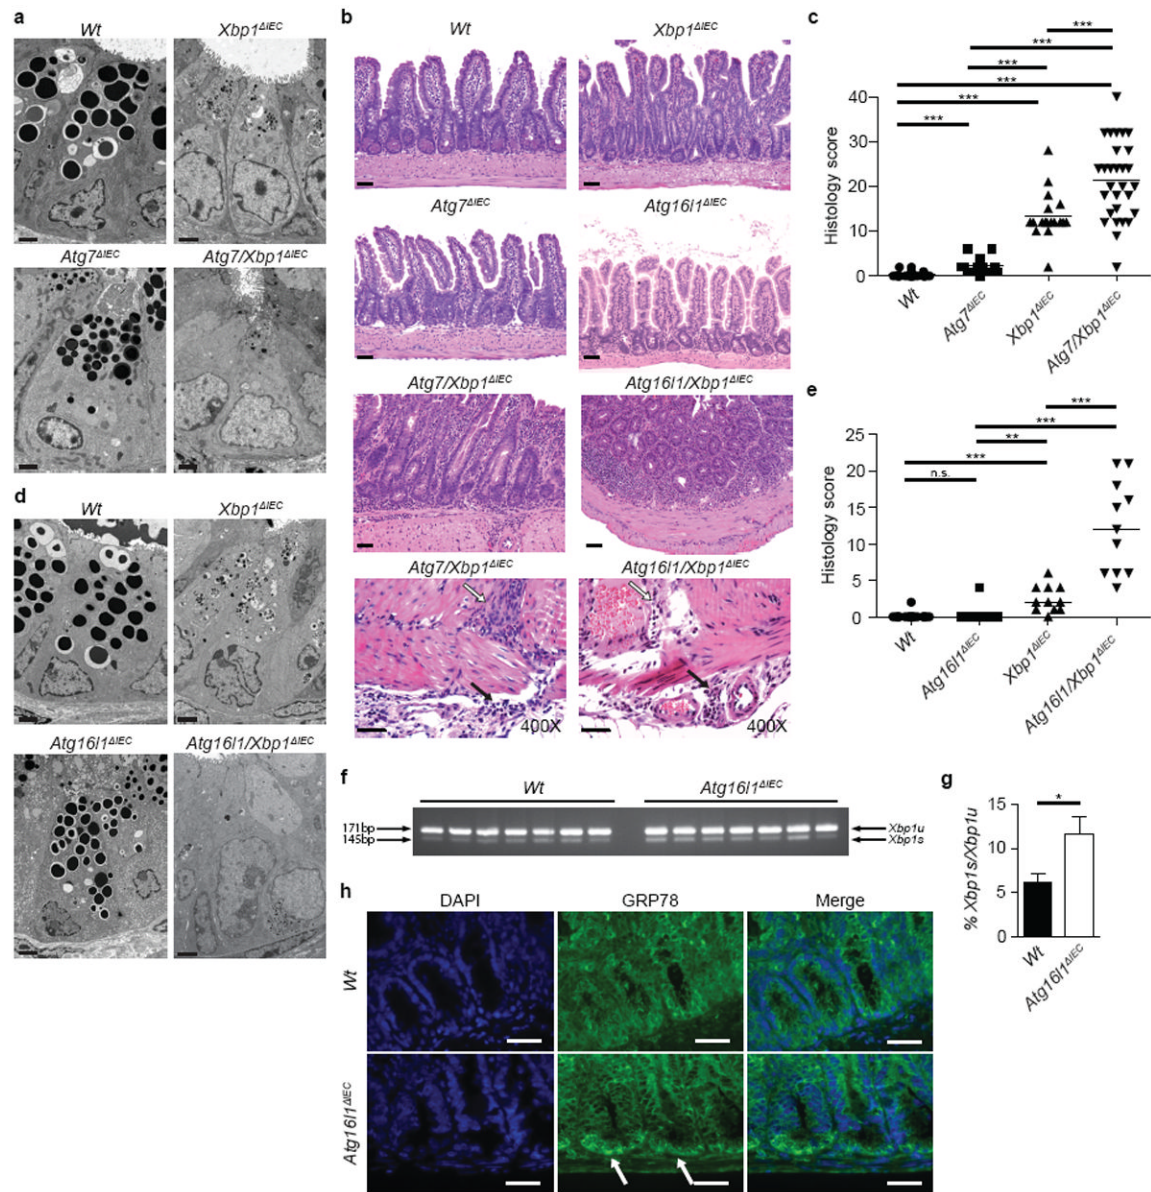 a
Wt
Xbp1ΔIEC
Atg7ΔIEC
Atg7/Xbp1ΔIEC
b
Wt
Xbp1ΔIEC
Atg7ΔIEC
Atg16l1ΔIEC
Atg7/Xbp1ΔIEC
Atg16l1/Xbp1ΔIEC
Atg7/Xbp1ΔIEC
Atg16l1/Xbp1ΔIEC
400X
400X
c
***
***
***
***
***
***
40
30
20
10
0
Histology score
Wt
Atg7ΔIEC
Xbp1ΔIEC
Atg7/Xbp1ΔIEC
d
Wt
Xbp1ΔIEC
Atg16l1ΔIEC
Atg16l1/Xbp1ΔIEC
e
***
***
**
***
n.s.
25
20
15
10
5
0
Histology score
Wt
Atg16l1ΔIEC
Xbp1ΔIEC
Atg16l1/Xbp1ΔIEC
f
Wt
Atg16l1ΔIEC
171bp
145bp
Xbp1u
Xbp1s
g
*
15
10
5
0
% Xbp1s/Xbp1u
Wt
Atg16l1ΔIEC
h
DAPI
GRP78
Merge
Wt
Atg16l1ΔIEC